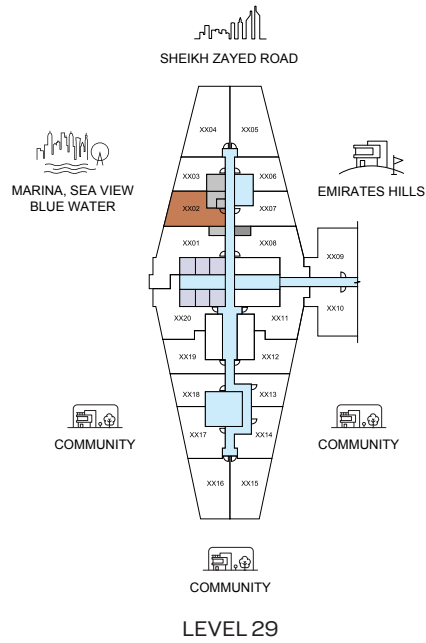 SHEIKH ZAYED ROAD
XX04 XX05
XX03 XX06
MARINA, SEA VIEW
BLUE WATER
EMIRATES HILLS
XX02 XX07
XX01 XX08
XX09
XX10
XX20 XX11
XX19 XX12
XX18 XX13
COMMUNITY
COMMUNITY
XX17 XX14
XX16 XX15
COMMUNITY
LEVEL 29